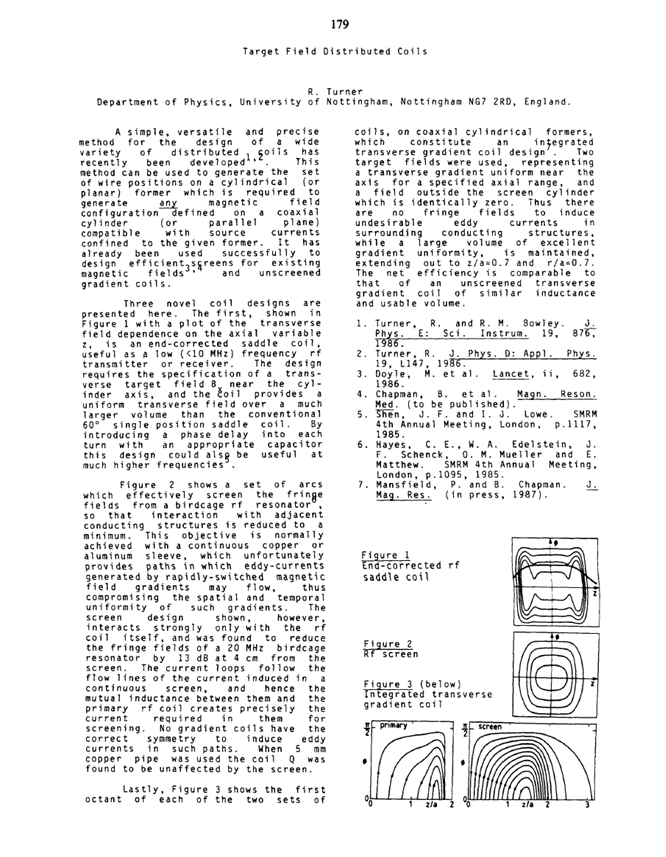 179
Target Field Distributed Coils
R. Turner
Department of Physics, University of Nottingham, Nottingham NG7 2RD, England.
A simple, versatile and precise
method for the design of a wide
variety of distributed coils has
recently been developed1,2. This
method can be used to generate the set
of wire positions on a cylindrical (or
planar) former which is required to
generate any magnetic field
configuration defined on a coaxial
cylinder (or parallel plane)
compatible with source currents
confined to the given former. It has
already been used successfully to
design efficient screens for existing
magnetic fields3,4 and unscreened
gradient coils.
Three novel coil designs are
presented here. The first, shown in
Figure 1 with a plot of the transverse
field dependence on the axial variable
z, is an end-corrected saddle coil,
useful as a low (<10 MHz) frequency rf
transmitter or receiver. The design
requires the specification of a trans-
verse target field Bx near the cyl-
inder axis, and the coil provides a
uniform transverse field over a much
larger volume than the conventional
60° single position saddle coil. By
introducing a phase delay into each
turn with an appropriate capacitor
this design could also be useful at
much higher frequencies5.
Figure 2 shows a set of arcs
which effectively screen the fringe
fields from a birdcage rf resonator6,
so that interaction with adjacent
conducting structures is reduced to a
minimum. This objective is normally
achieved with a continuous copper or
aluminum sleeve, which unfortunately
provides paths in which eddy-currents
generated by rapidly-switched magnetic
field gradients may flow, thus
compromising the spatial and temporal
uniformity of such gradients. The
screen design shown, however,
interacts strongly only with the rf
coil itself, and was found to reduce
the fringe fields of a 20 MHz birdcage
resonator by 13 dB at 4 cm from the
screen. The current loops follow the
flow lines of the current induced in a
continuous screen, and hence the
mutual inductance between them and the
primary rf coil creates precisely the
current required in them for
screening. No gradient coils have the
correct symmetry to induce eddy
currents in such paths. When 5 mm
copper pipe was used the coil Q was
found to be unaffected by the screen.
Lastly, Figure 3 shows the first
octant of each of the two sets of
coils, on coaxial cylindrical formers,
which constitute an integrated
transverse gradient coil design7. Two
target fields were used, representing
a transverse gradient uniform near the
axis for a specified axial range, and
a field outside the screen cylinder
which is identically zero. Thus there
are no fringe fields to induce
undesirable eddy currents in
surrounding conducting structures,
while a large volume of excellent
gradient uniformity, is maintained,
extending out to z/a=0.7 and r/a=0.7.
The net efficiency is comparable to
that of an unscreened transverse
gradient coil of similar inductance
and usable volume.
1. Turner, R. and R. M. Bowley. J.
Phys. E: Sci. Instrum. 19, 876,
1986.
2. Turner, R. J. Phys. D: Appl. Phys.
19, L147, 1986.
3. Doyle, M. et al. Lancet, ii, 682,
1986.
4. Chapman, B. et al. Magn. Reson.
Med. (to be published).
5. Shen, J. F. and I. J. Lowe. SMRM
4th Annual Meeting, London, p.1117,
1985.
6. Hayes, C. E., W. A. Edelstein, J.
F. Schenck, O. M. Mueller and E.
Matthew. SMRM 4th Annual Meeting,
London, p.1095, 1985.
7. Mansfield, P. and B. Chapman. J.
Mag. Res. (in press, 1987).
Figure 1
End-corrected rf
saddle coil
ϕ
z
Figure 2
Rf screen
ϕ
z
Figure 3 (below)
Integrated transverse
gradient coil
π/2 primary
ϕ
0
0 1 z/a 2
π/2 screen
ϕ
0
0 1 z/a 2 3